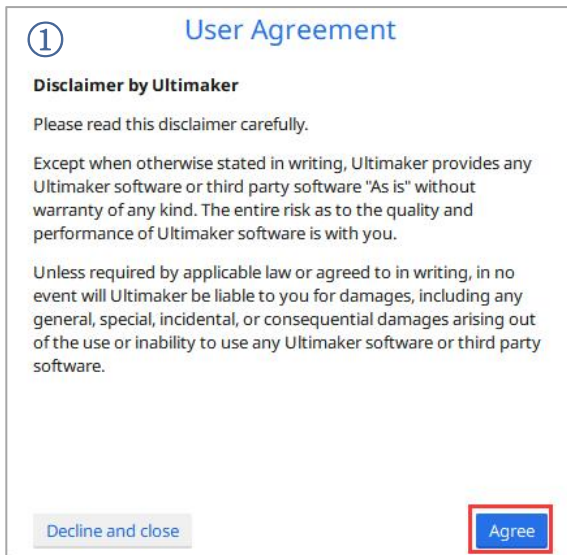 ① User Agreement
Disclaimer by Ultimaker
Please read this disclaimer carefully.
Except when otherwise stated in writing, Ultimaker provides any
Ultimaker software or third party software "As is" without
warranty of any kind. The entire risk as to the quality and
performance of Ultimaker software is with you.
Unless required by applicable law or agreed to in writing, in no
event will Ultimaker be liable to you for damages, including any
general, special, incidental, or consequential damages arising out
of the use or inability to use any Ultimaker software or third party
software.
Decline and close Agree